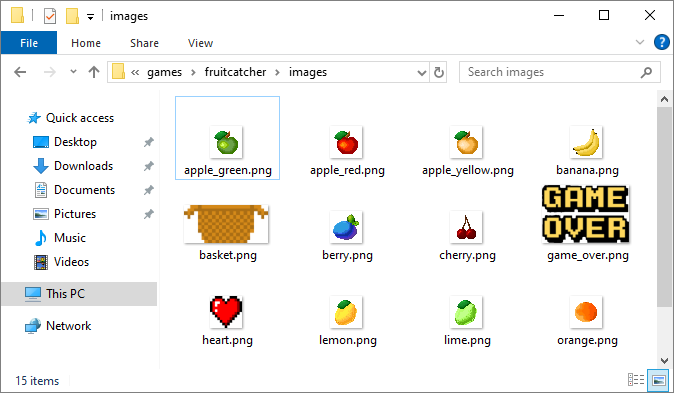 images
File
Home
Share
View
« games › fruitcatcher › images
Search images
Quick access
Desktop
Downloads
Documents
Pictures
Music
Videos
This PC
Network
apple_green.png
apple_red.png
apple_yellow.png
banana.png
GAME
OVER
basket.png
berry.png
cherry.png
game_over.png
heart.png
lemon.png
lime.png
orange.png
15 items